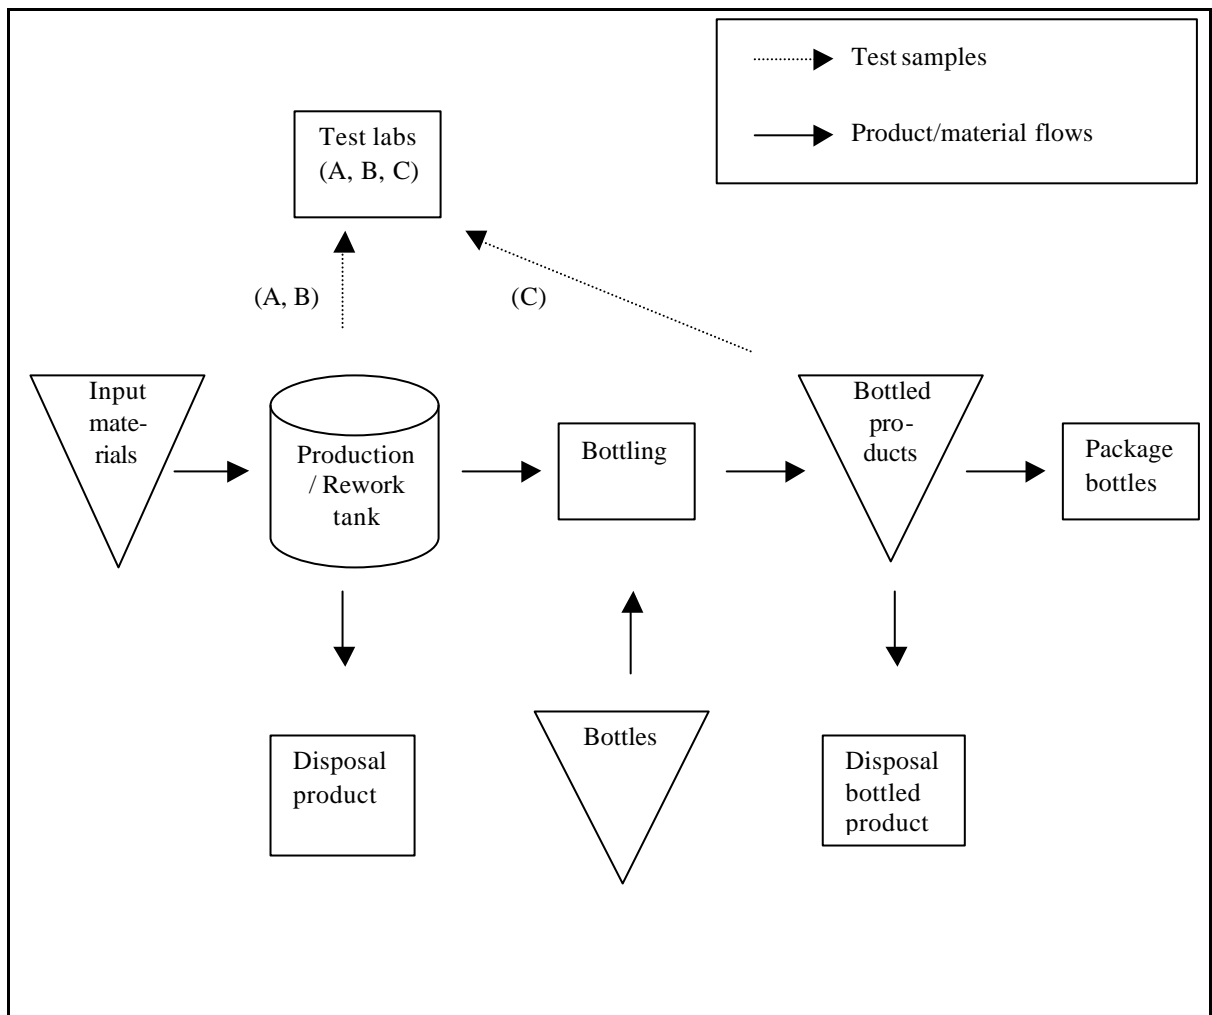 Test samples
Product/material flows
Test labs
(A, B, C)
(A, B)
(C)
Input
mate-
rials
Production
/ Rework
tank
Bottling
Bottled
pro-
ducts
Package
bottles
Disposal
product
Bottles
Disposal
bottled
product